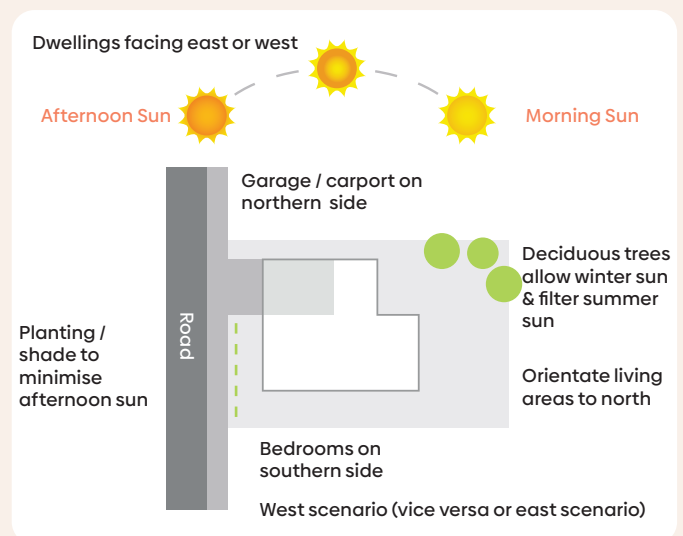 Dwellings facing east or west
Afternoon Sun
Morning Sun
Garage / carport on
northern side
Deciduous trees
allow winter sun
& filter summer
sun
Road
Planting /
shade to
minimise
afternoon sun
Orientate living
areas to north
Bedrooms on
southern side
West scenario (vice versa or east scenario)